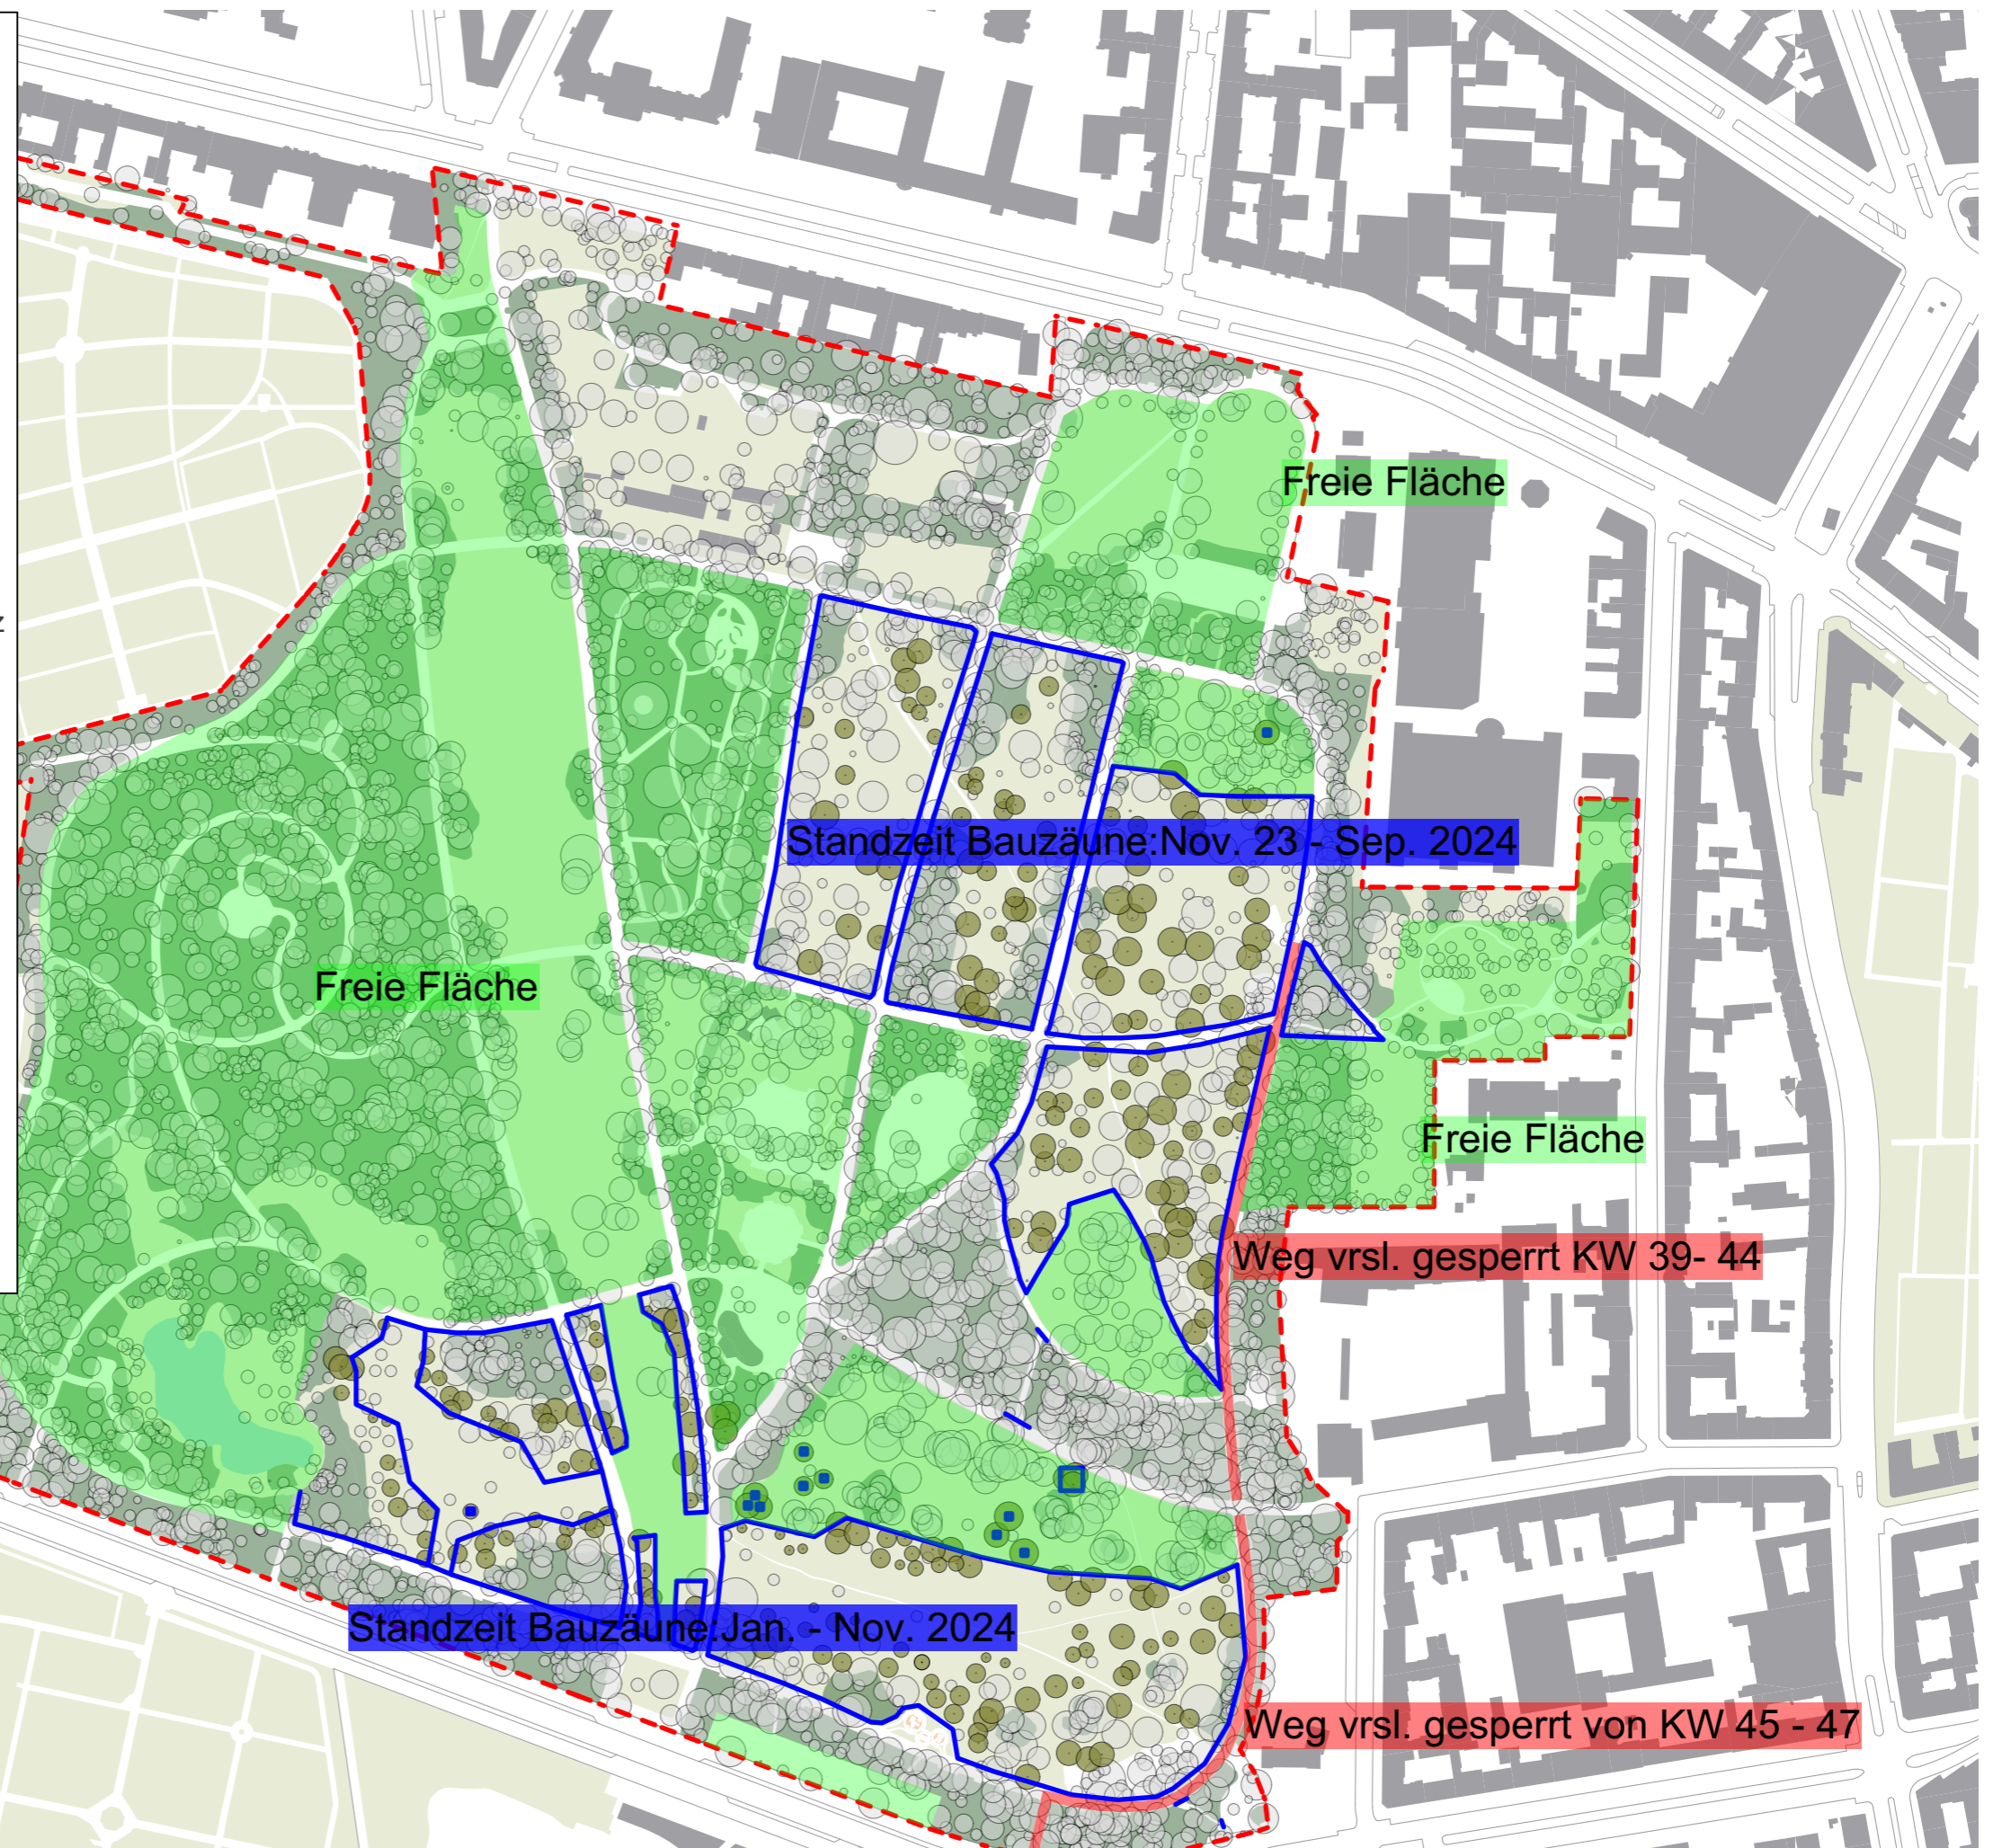 Freie Fläche
z
Standzeit Bauzäune:Nov. 23 - Sep. 2024
Freie Fläche
Freie Fläche
Weg vrsl. gesperrt KW 39- 44
Standzeit Bauzäune:Jan. - Nov. 2024
Weg vrsl. gesperrt von KW 45 - 47